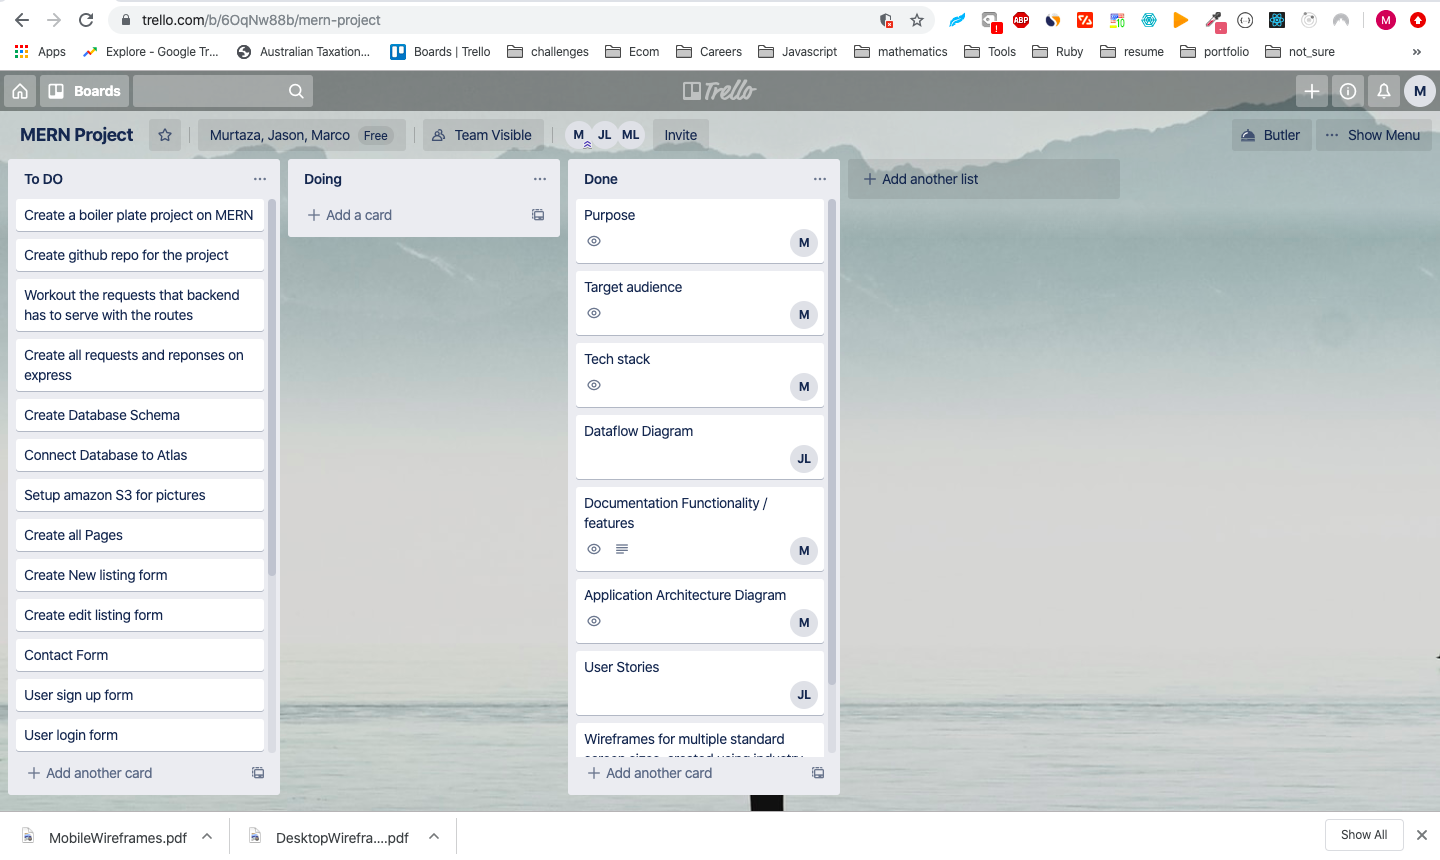 trello.com/b/6OqNw88b/mern-project
ABP
10
M
Apps
Explore - Google Tr...
Australian Taxation...
Boards | Trello
challenges
Ecom
Careers
Javascript
mathematics
Tools
Ruby
resume
portfolio
not_sure
»
Boards
Trello
M
MERN Project
Murtaza, Jason, Marco Free
Team Visible
M JL ML
Invite
Butler
Show Menu
To DO
Create a boiler plate project on MERN
Create github repo for the project
Workout the requests that backend
has to serve with the routes
Create all requests and reponses on
express
Create Database Schema
Connect Database to Atlas
Setup amazon S3 for pictures
Create all Pages
Create New listing form
Create edit listing form
Contact Form
User sign up form
User login form
Add another card
Doing
Add a card
Done
Purpose
M
Target audience
M
Tech stack
M
Dataflow Diagram
JL
Documentation Functionality /
features
M
Application Architecture Diagram
M
User Stories
JL
Wireframes for multiple standard
screen sizes, created using industry
Add another card
Add another list
MobileWireframes.pdf
DesktopWirefra....pdf
Show All